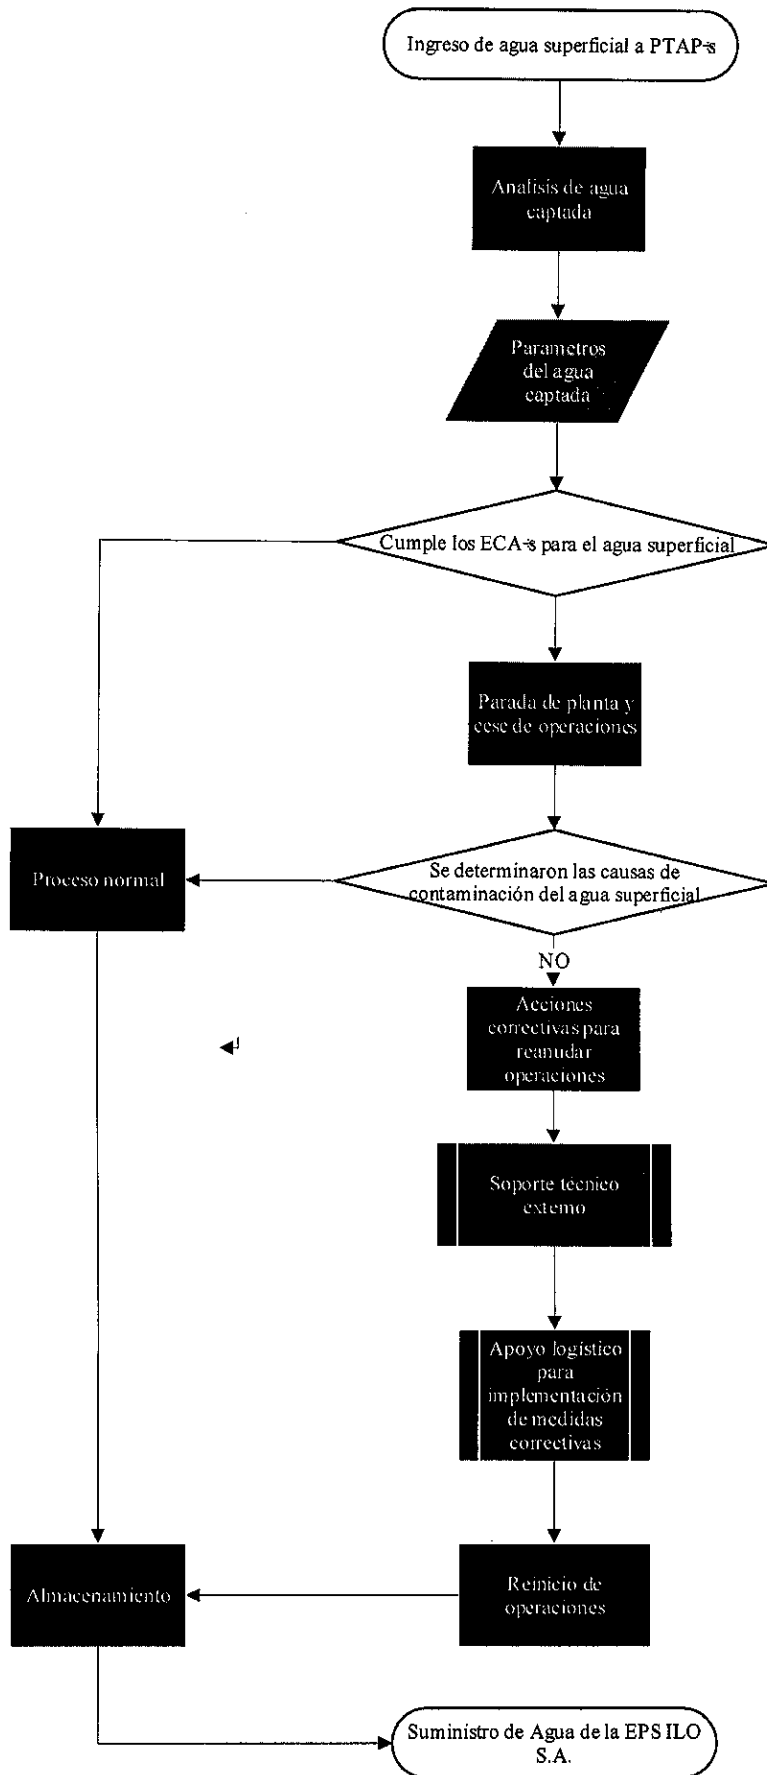 Ingreso de agua superficial a PTAP-s
Analisis de agua
captada
Parametros
del agua
captada
Cumple los ECA-s para el agua superficial
Parada de planta y
cese de operaciones
Se determinaron las causas de
contaminación del agua superficial
Proceso normal
NO
Acciones
correctivas para
reanudar
operaciones
Soporte técnico
externo
Apoyo logístico
para
implementación
de medidas
correctivas
Almacenamiento
Reinicio de
operaciones
Suminístro de Agua de la EPS ILO
S.A.